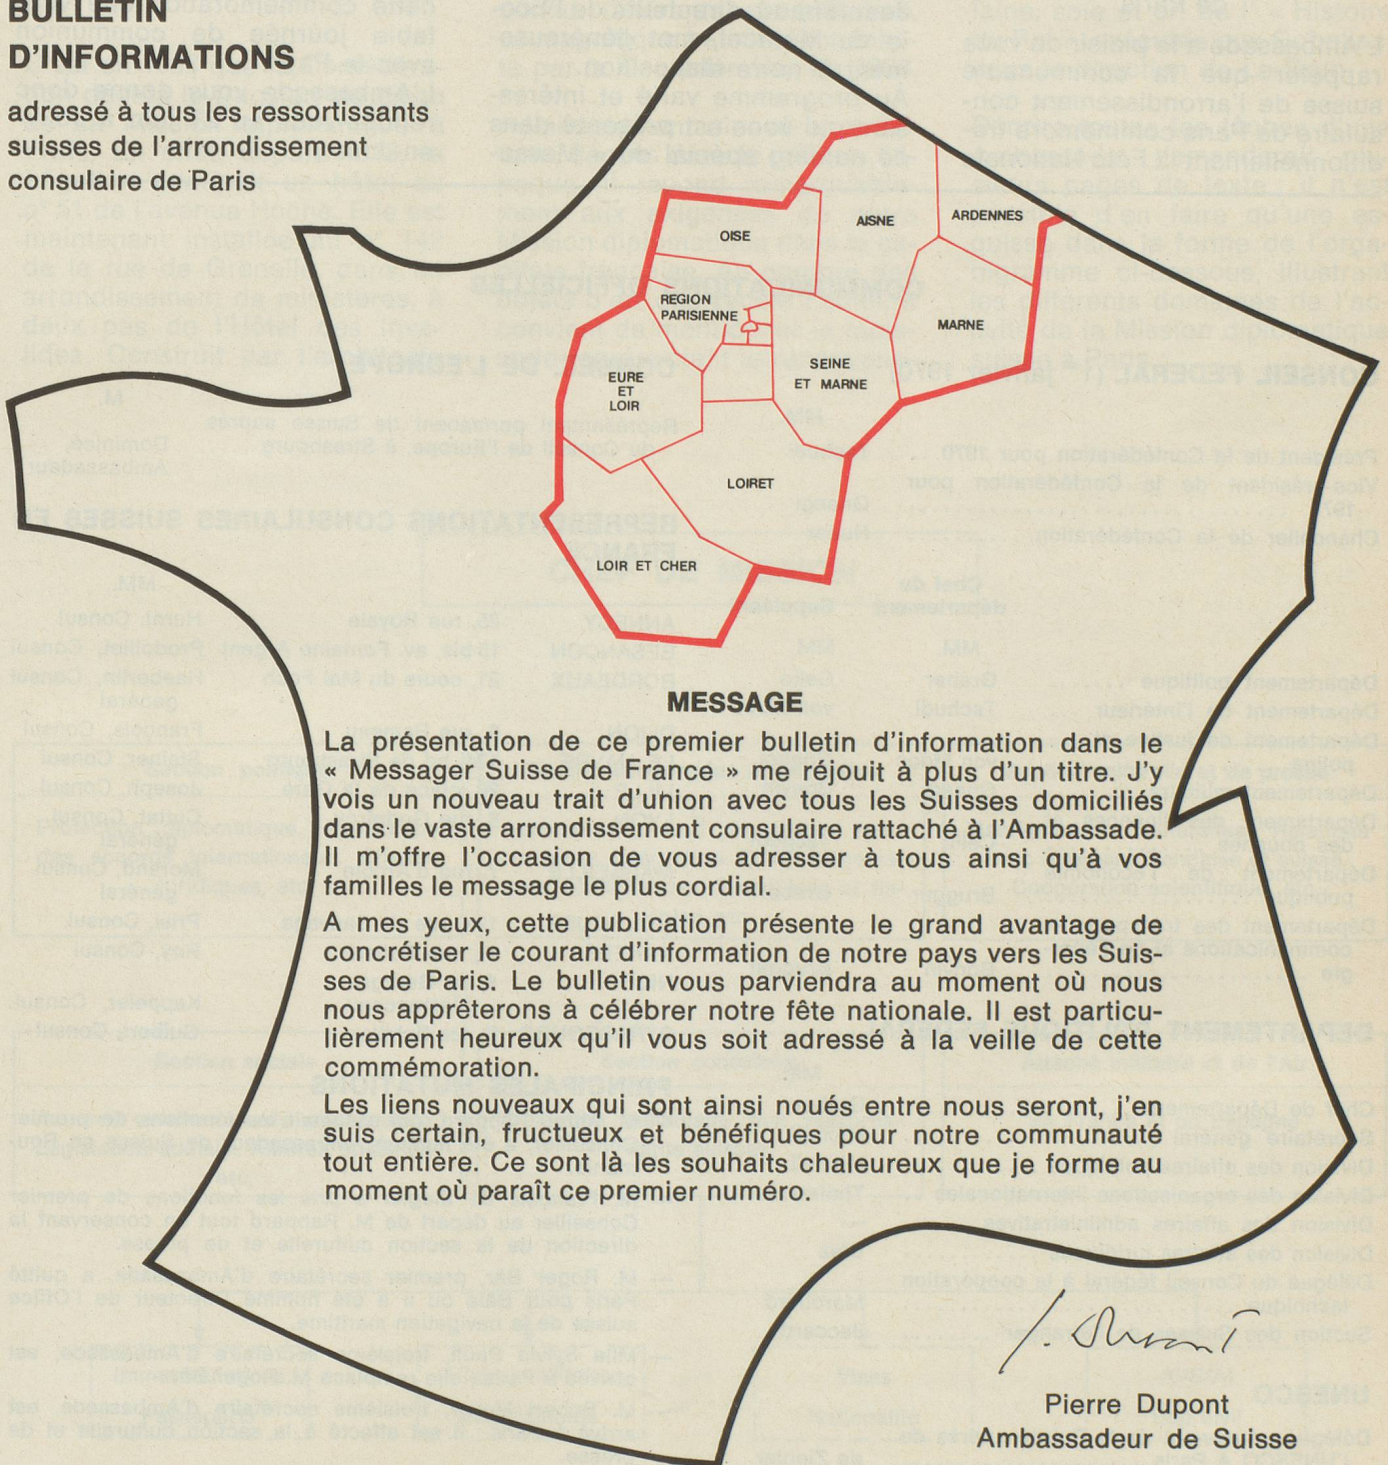 BULLETIN
D'INFORMATIONS
adressé à tous les ressortissants
suisses de l'arrondissement
consulaire de Paris
OISE
AISNE
ARDENNES
REGION
PARISIENNE
MARNE
SEINE
ET MARNE
EURE
ET
LOIR
LOIRET
LOIR ET CHER
MESSAGE
La présentation de ce premier bulletin d'information dans le
« Messager Suisse de France » me réjouit à plus d'un titre. J'y
vois un nouveau trait d'union avec tous les Suisses domiciliés
dans le vaste arrondissement consulaire rattaché à l'Ambassade.
Il m'offre l'occasion de vous adresser à tous ainsi qu'à vos
familles le message le plus cordial.
A mes yeux, cette publication présente le grand avantage de
concrétiser le courant d'information de notre pays vers les Suis-
ses de Paris. Le bulletin vous parviendra au moment où nous
nous apprêterons à célébrer notre fête nationale. Il est particu-
lièrement heureux qu'il vous soit adressé à la veille de cette
commémoration.
Les liens nouveaux qui sont ainsi noués entre nous seront, j'en
suis certain, fructueux et bénéfiques pour notre communauté
tout entière. Ce sont là les souhaits chaleureux que je forme au
moment où paraît ce premier numéro.
Pierre Dupont
Ambassadeur de Suisse